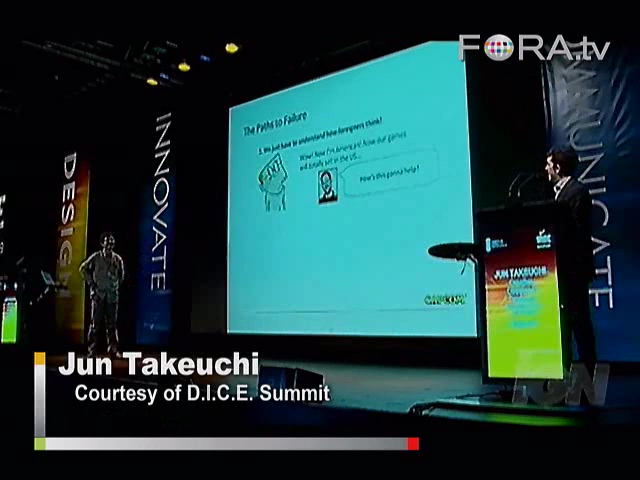 FORA.tv
COMMUNICATE
INNOVATE
DESIGN
The Paths to Failure
3. We just have to understand how foreigners think!
Wow! Now I'm American! Now our games
will totally sell in the US...
How's this gonna help?
CAPCOM
JUN TAKEUCHI
IGN
Jun Takeuchi
Courtesy of D.I.C.E. Summit